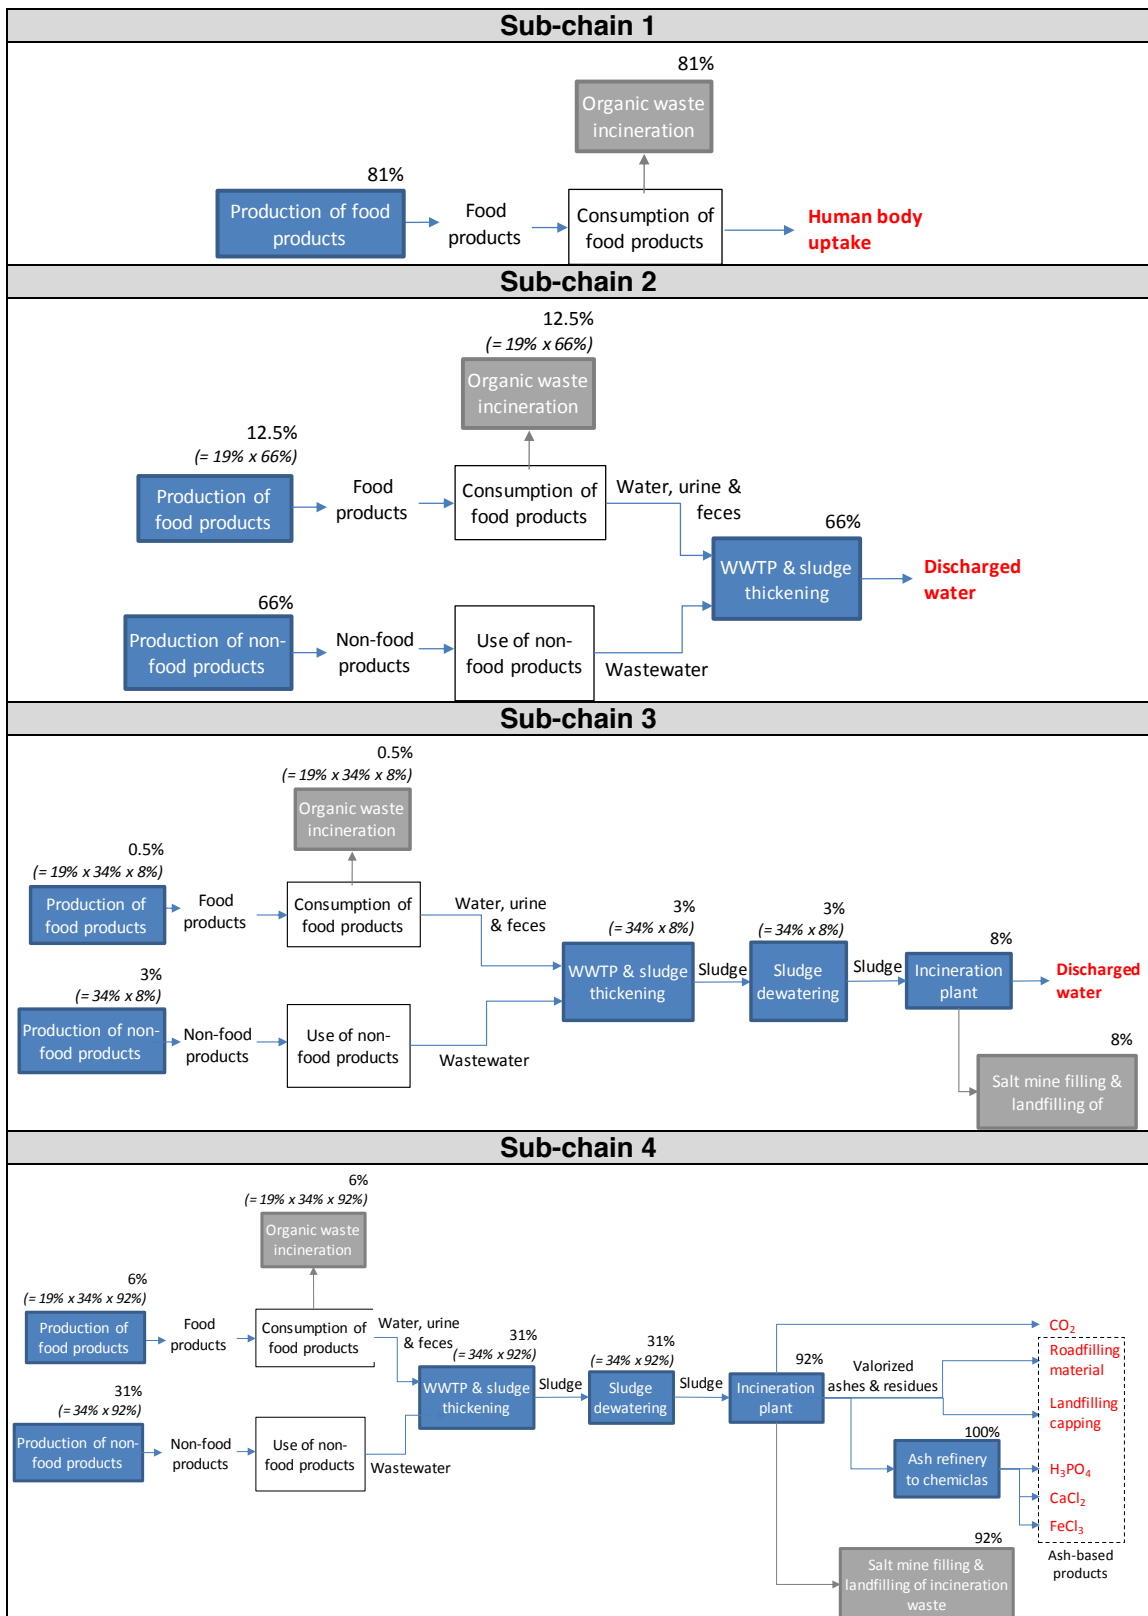 Sub-chain 1
81%
Organic waste
incineration
81%
Production of food
products
Food
products
Consumption of
food products
Human body
uptake
Sub-chain 2
12.5%
(= 19% x 66%)
Organic waste
incineration
12.5%
(= 19% x 66%)
Production of
food products
Food
products
Consumption of
food products
Water, urine &
feces
66%
WWTP & sludge
thickening
Discharged
water
66%
Production of non-
food products
Non-food
products
Use of non-
food products
Wastewater
Sub-chain 3
0.5%
(= 19% x 34% x 8%)
Organic waste
incineration
0.5%
(= 19% x 34% x 8%)
Production of
food products
Food
products
Consumption of
food products
Water, urine
& feces
3%
(= 34% x 8%)
WWTP & sludge
thickening
Sludge
3%
(= 34% x 8%)
Sludge
dewatering
Sludge
8%
Incineration
plant
Discharged
water
3%
(= 34% x 8%)
Production of non-
food products
Non-food
products
Use of non-
food products
Wastewater
8%
Salt mine filling &
landfilling of
Sub-chain 4
6%
(= 19% x 34% x 92%)
Organic waste
incineration
6%
(= 19% x 34% x 92%)
Production of
food products
Food
products
Consumption of
food products
Water, urine
& feces
31%
(= 34% x 92%)
WWTP & sludge
thickening
Sludge
31%
(= 34% x 92%)
Sludge
dewatering
Sludge
92%
Incineration
plant
Valorized
ashes & residues
CO2
Roadfilling
material
Landfilling
capping
31%
(= 34% x 92%)
Production of non-
food products
Non-food
products
Use of non-
food products
Wastewater
100%
Ash refinery
to chemiclas
H3PO4
CaCl2
FeCl3
Ash-based
products
92%
Salt mine filling &
landfilling of incineration
waste